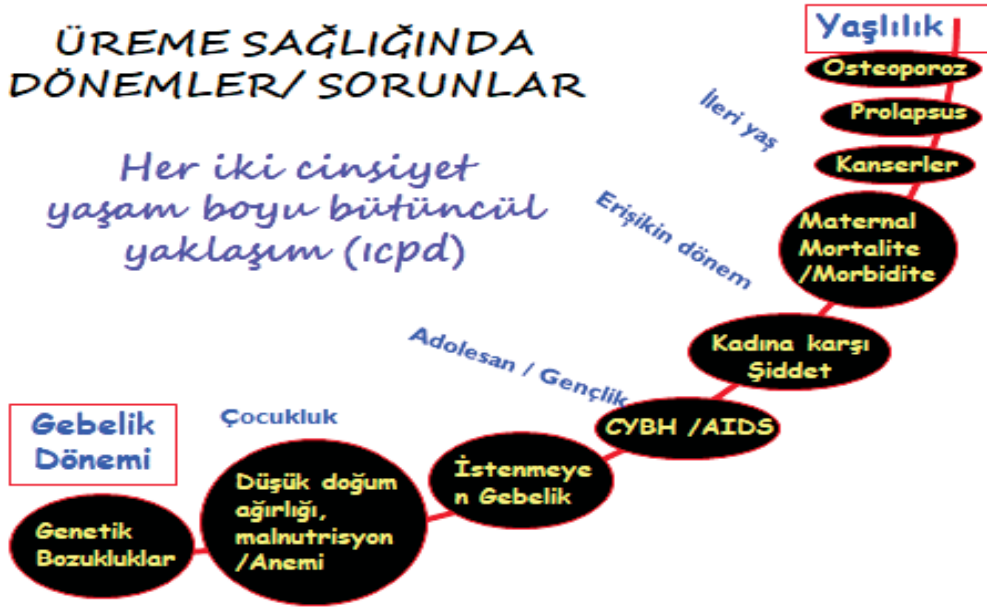 ÜREME SAĞLIĞINDA
DÖNEMLER/ SORUNLAR
Her iki cinsiyet
yaşam boyu bütüncül
yaklaşım (ıcpd)
Yaşlılık
Osteoporoz
Prolapsus
Kanserler
İleri yaş
Maternal
Mortalite
/Morbidite
Erişikin dönem
Kadına karşı
Şiddet
Adolesan / Gençlik
CYBH /AIDS
İstenmeye
n Gebelik
Çocukluk
Düşük doğum
ağırlığı,
malnutrisyon
/Anemi
Gebelik
Dönemi
Genetik
Bozukluklar